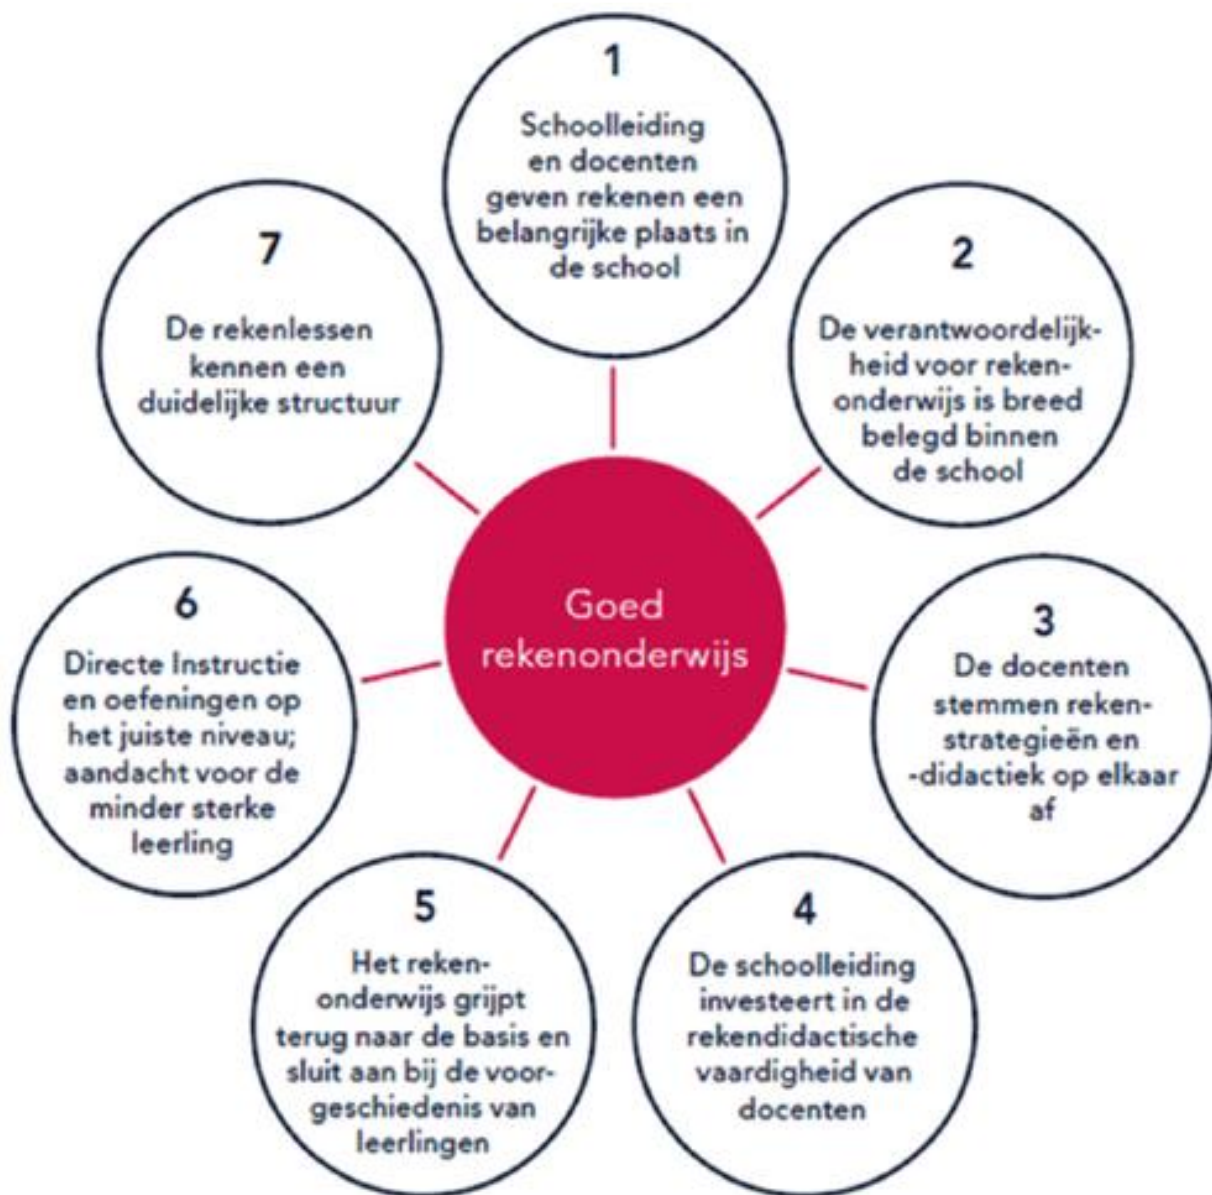 1
Schoolleiding
en docenten
geven rekenen een
belangrijke plaats in
de school
2
De verantwoordelijk-
heid voor reken-
onderwijs is breed
belegd binnen
de school
3
De docenten
stemmen reken-
strategieën en
-didactiek op elkaar
af
4
De schoolleiding
investeert in de
rekendidactische
vaardigheid van
docenten
5
Het reken-
onderwijs grijpt
terug naar de basis en
sluit aan bij de voor-
geschiedenis van
leerlingen
6
Directe Instructie
en oefeningen op
het juiste niveau;
aandacht voor de
minder sterke
leerling
7
De rekenlessen
kennen een
duidelijke structuur
Goed
rekenonderwijs